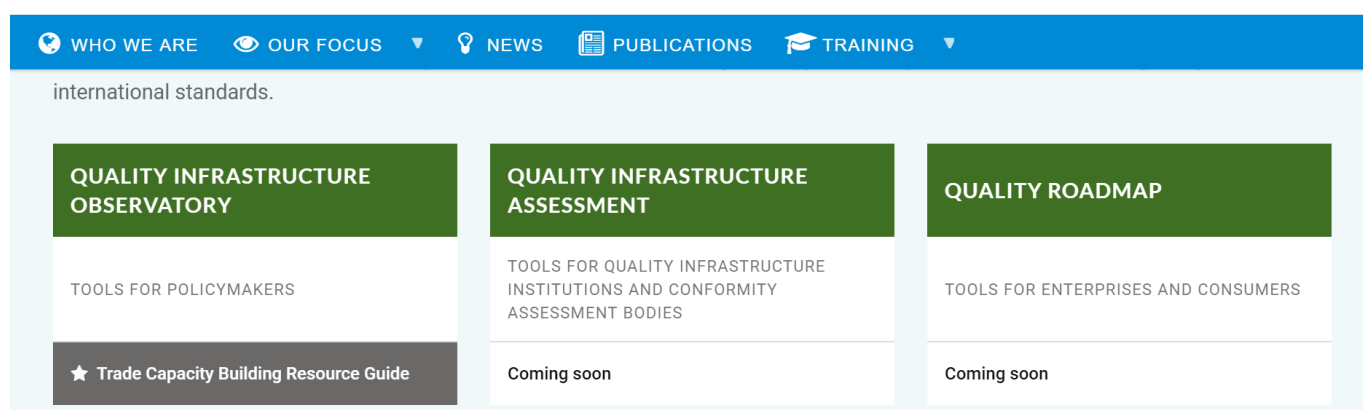 WHO WE ARE OUR FOCUS NEWS PUBLICATIONS TRAINING
international standards.
QUALITY INFRASTRUCTURE
OBSERVATORY
TOOLS FOR POLICYMAKERS
Trade Capacity Building Resource Guide
QUALITY INFRASTRUCTURE
ASSESSMENT
TOOLS FOR QUALITY INFRASTRUCTURE
INSTITUTIONS AND CONFORMITY
ASSESSMENT BODIES
Coming soon
QUALITY ROADMAP
TOOLS FOR ENTERPRISES AND CONSUMERS
Coming soon